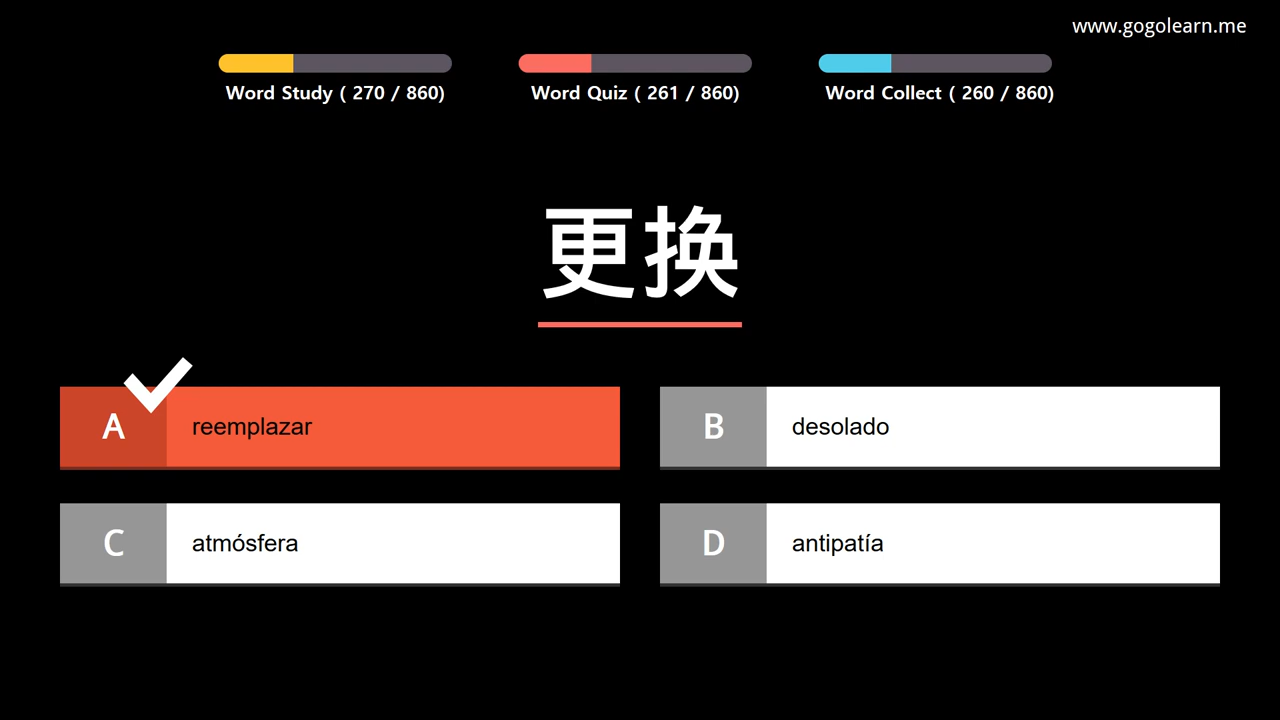 www.gogolearn.me
Word Study ( 270 / 860)
Word Quiz ( 261 / 860)
Word Collect ( 260 / 860)
更换
A reemplazar
B desolado
C atmósfera
D antipatía